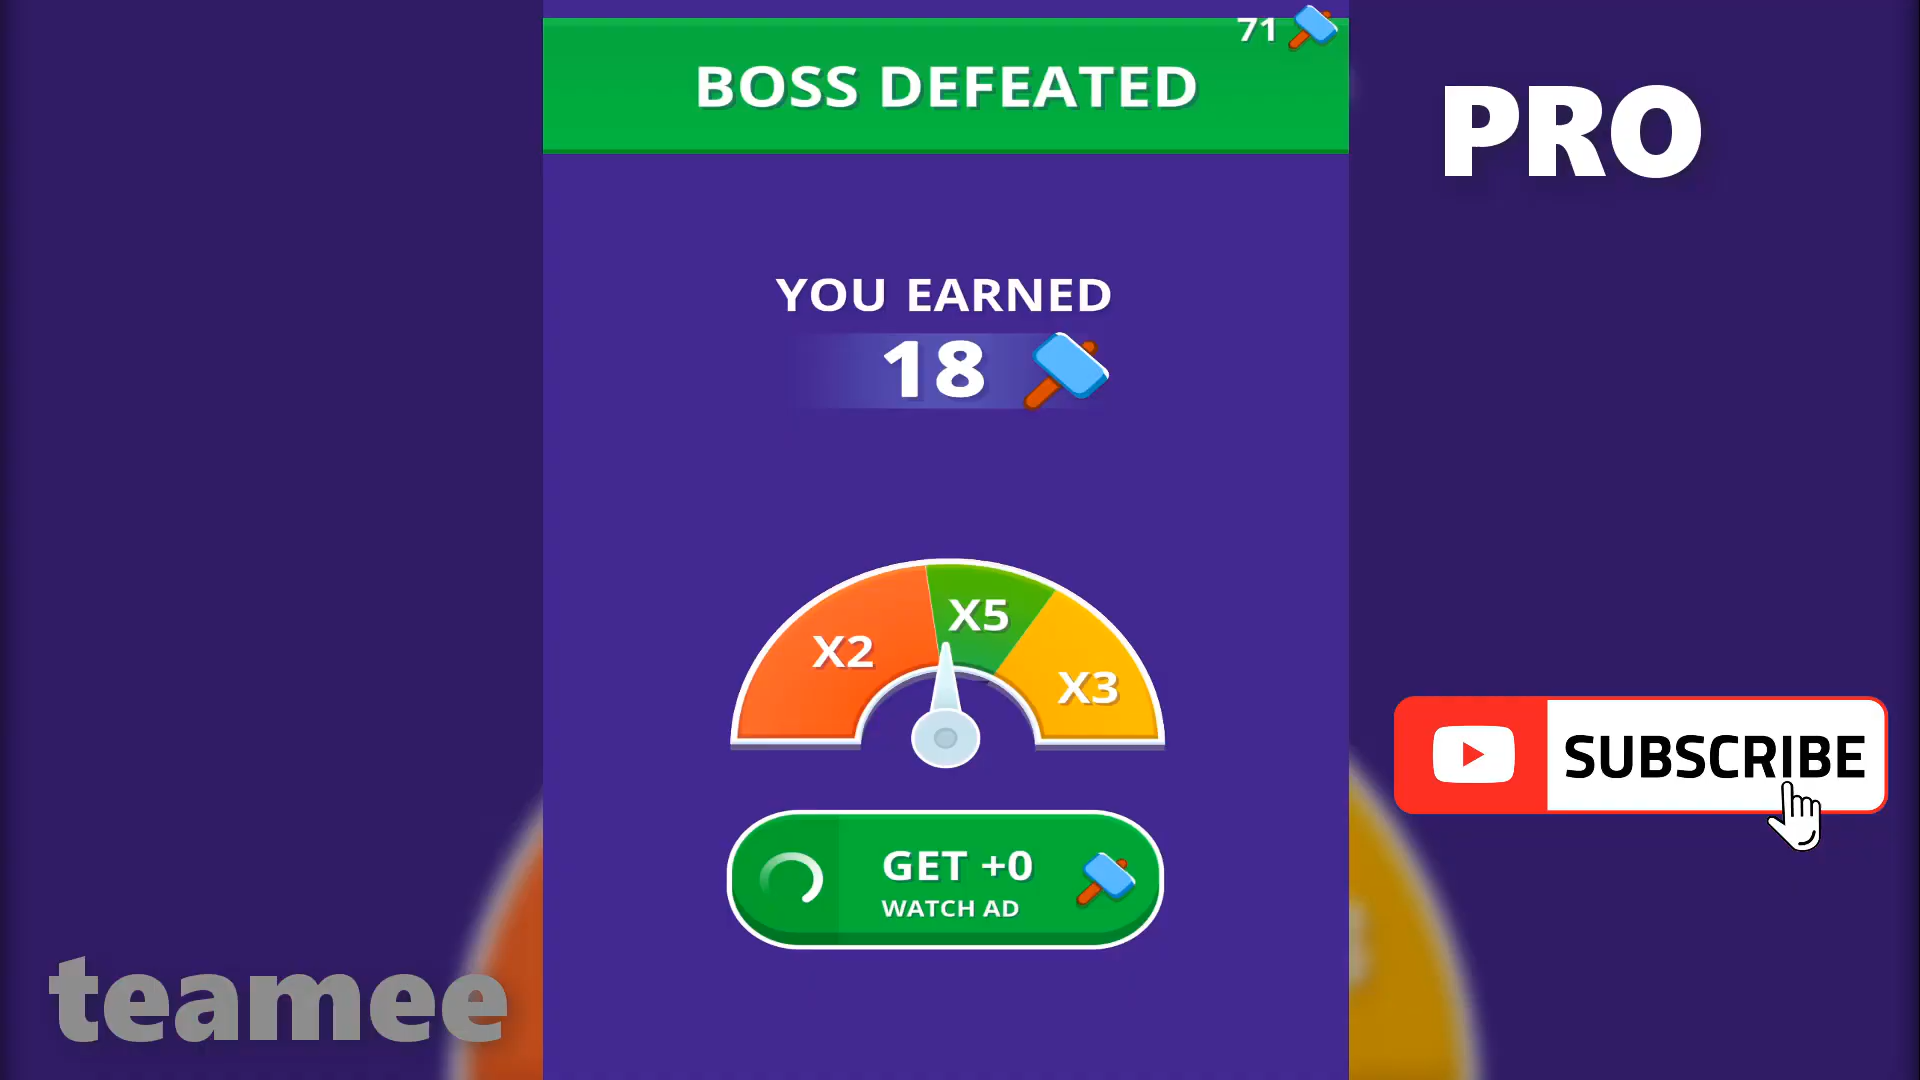 71
BOSS DEFEATED
PRO
YOU EARNED
18
X5
X2
X3
SUBSCRIBE
GET +0
WATCH AD
teamee